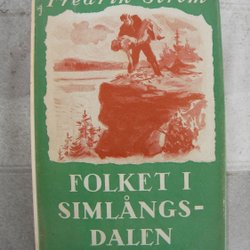 Fredrik Ström
FOLKET I
SIMLÅNGS-
DALEN